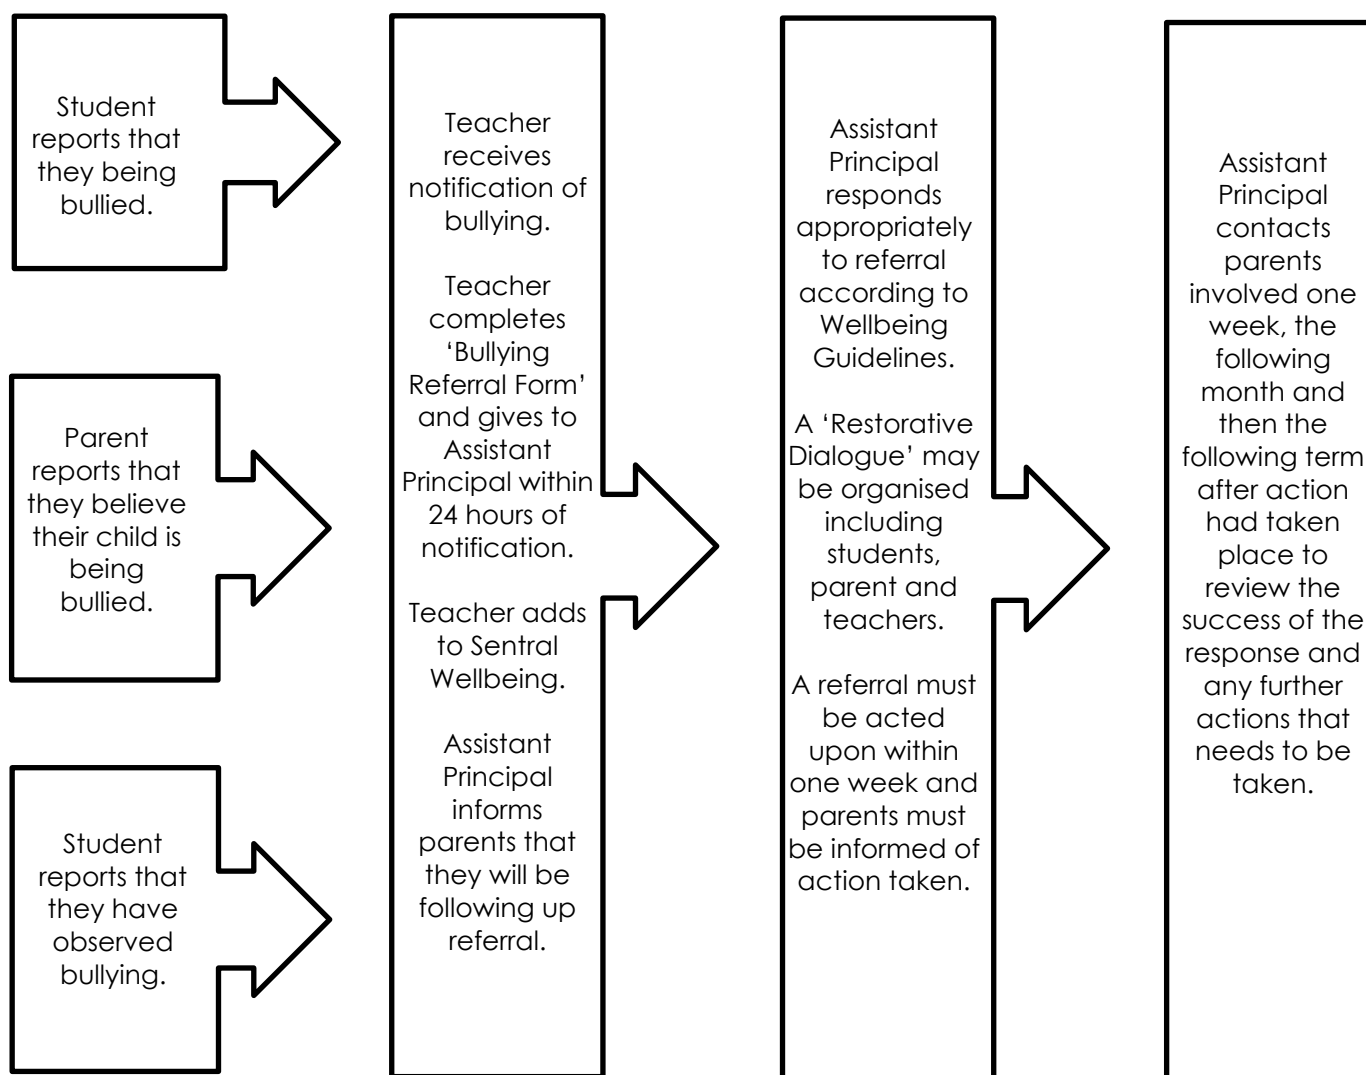 Student
reports that
they being
bullied.
Parent
reports that
they believe
their child is
being
bullied.
Student
reports that
they have
observed
bullying.
Teacher
receives
notification of
bullying.
Teacher
completes
‘Bullying
Referral Form’
and gives to
Assistant
Principal within
24 hours of
notification.
Teacher adds
to Sentral
Wellbeing.
Assistant
Principal
informs
parents that
they will be
following up
referral.
Assistant
Principal
responds
appropriately
to referral
according to
Wellbeing
Guidelines.
A ‘Restorative
Dialogue’ may
be organised
including
students,
parent and
teachers.
A referral must
be acted
upon within
one week and
parents must
be informed of
action taken.
Assistant
Principal
contacts
parents
involved one
week, the
following
month and
then the
following term
after action
had taken
place to
review the
success of the
response and
any further
actions that
needs to be
taken.